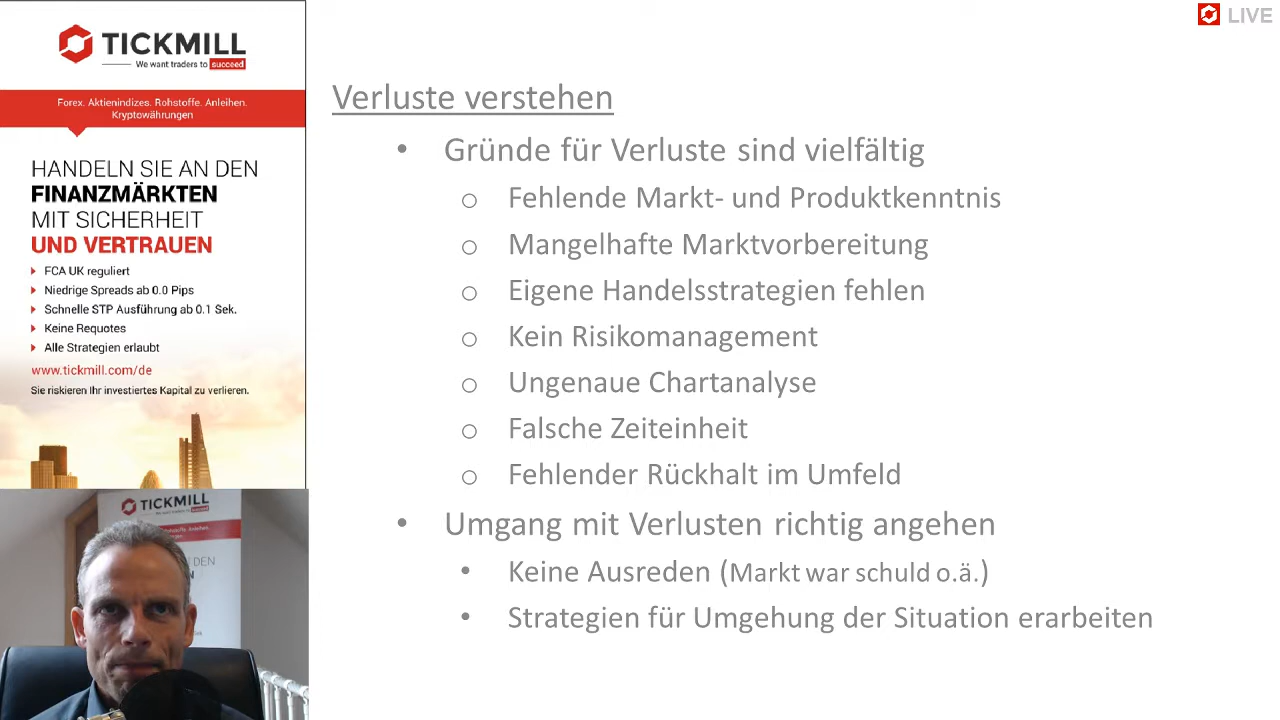 TICKMILL
We want traders to succeed
Forex. Aktienindizes. Rohstoffe. Anleihen.
Kryptowährungen
HANDELN SIE AN DEN
FINANZMÄRKTEN
MIT SICHERHEIT
UND VERTRAUEN
FCA UK reguliert
Niedrige Spreads ab 0.0 Pips
Schnelle STP Ausführung ab 0.1 Sek.
Keine Requotes
Alle Strategien erlaubt
www.tickmill.com/de
Sie riskieren Ihr investiertes Kapital zu verlieren.
TICKMILL
LIVE
Verluste verstehen
• Gründe für Verluste sind vielfältig
o Fehlende Markt- und Produktkenntnis
o Mangelhafte Marktvorbereitung
o Eigene Handelsstrategien fehlen
o Kein Risikomanagement
o Ungenaue Chartanalyse
o Falsche Zeiteinheit
o Fehlender Rückhalt im Umfeld
• Umgang mit Verlusten richtig angehen
• Keine Ausreden (Markt war schuld o.ä.)
• Strategien für Umgehung der Situation erarbeiten